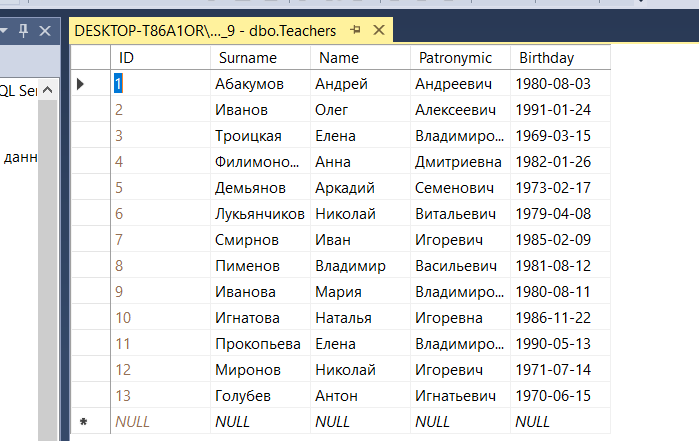 DESKTOP-T86A1OR\..._9 - dbo.Teachers
ID Surname Name Patronymic Birthday
QL Ser
1 Абакумов Андрей Андреевич 1980-08-03
2 Иванов Олег Алексеевич 1991-01-24
3 Троицкая Елена Владимиро... 1969-03-15
данн
4 Филимоно... Анна Дмитриевна 1982-01-26
5 Демьянов Аркадий Семенович 1973-02-17
6 Лукьянчиков Николай Витальевич 1979-04-08
7 Смирнов Иван Игоревич 1985-02-09
8 Пименов Владимир Васильевич 1981-08-12
9 Иванова Мария Владимиро... 1980-08-11
10 Игнатова Наталья Игоревна 1986-11-22
11 Прокопьева Елена Владимиро... 1990-05-13
12 Миронов Николай Игоревич 1971-07-14
13 Голубев Антон Игнатьевич 1970-06-15
NULL NULL NULL NULL NULL